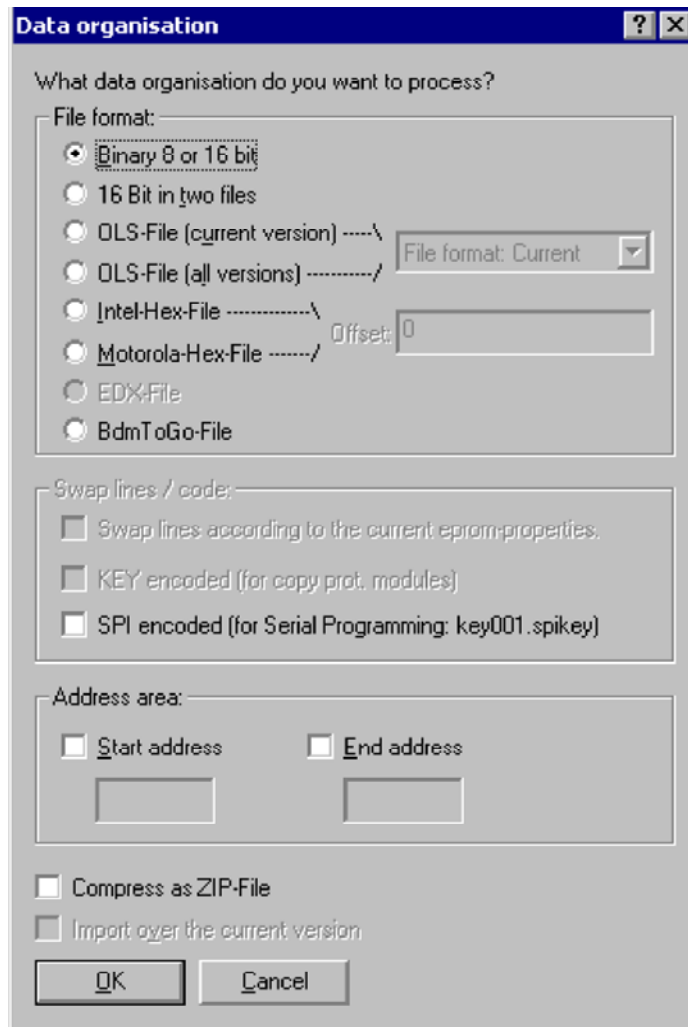 Data organisation
What data organisation do you want to process?
File format:
Binary 8 or 16 bit
16 Bit in two files
OLS-File (current version) -----\
File format: Current
OLS-File (all versions) -----------/
Intel-Hex-File --------------\
Offset: 0
Motorola-Hex-File -------/
EDX-File
BdmToGo-File
Swap lines / code:
Swap lines according to the current eprom-properties.
KEY encoded (for copy prot. modules)
SPI encoded (for Serial Programming: key001.spikey)
Address area:
Start address End address
Compress as ZIP-File
Import over the current version
OK Cancel